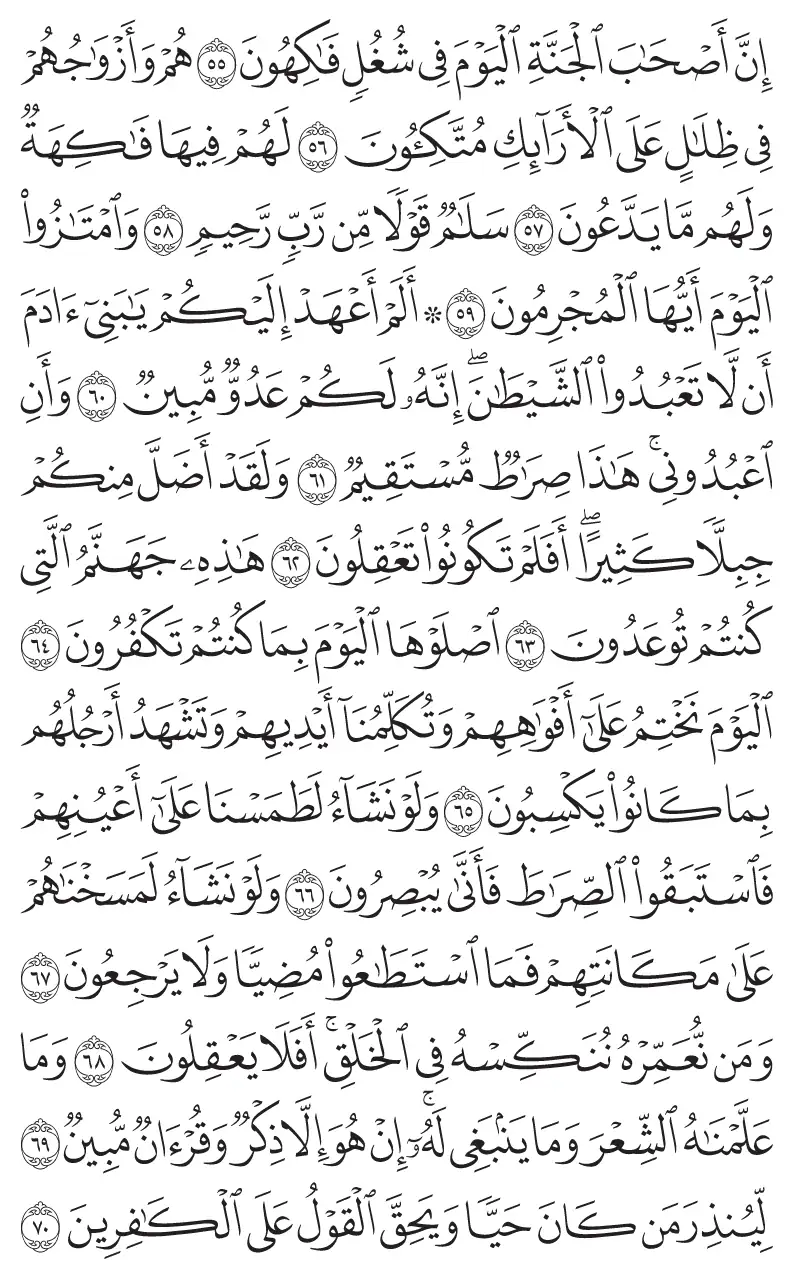 إِنَّ أَصۡحَٰبَ ٱلۡجَنَّةِ ٱلۡيَوۡمَ فِي شُغُلٖ فَٰكِهُونَ ٥٥ هُمۡ وَأَزۡوَٰجُهُمۡ
فِي ظِلَٰلٍ عَلَى ٱلۡأَرَآئِكِ مُتَّكِـُٔونَ ٥٦ لَهُمۡ فِيهَا فَٰكِهَةٞ
وَلَهُم مَّا يَدَّعُونَ ٥٧ سَلَٰمٞ قَوۡلٗا مِّن رَّبّٖ رَّحِيمٖ ٥٨ وَٱمۡتَٰزُواْ
ٱلۡيَوۡمَ أَيُّهَا ٱلۡمُجۡرِمُونَ ٥٩ * أَلَمۡ أَعۡهَدۡ إِلَيۡكُمۡ يَٰبَنِيٓ ءَادَمَ
أَن لَّا تَعۡبُدُواْ ٱلشَّيۡطَٰنَۖ إِنَّهُۥ لَكُمۡ عَدُوّٞ مُّبِينٞ ٦٠ وَأَنِ
ٱعۡبُدُونِيۚ هَٰذَا صِرَٰطٞ مُّسۡتَقِيمٞ ٦١ وَلَقَدۡ أَضَلَّ مِنكُمۡ
جِبِلّٗا كَثِيرًاۖ أَفَلَمۡ تَكُونُواْ تَعۡقِلُونَ ٦٢ هَٰذِهِۦ جَهَنَّمُ ٱلَّتِي
كُنتُمۡ تُوعَدُونَ ٦٣ ٱصۡلَوۡهَا ٱلۡيَوۡمَ بِمَا كُنتُمۡ تَكۡفُرُونَ ٦٤
ٱلۡيَوۡمَ نَخۡتِمُ عَلَىٰٓ أَفۡوَٰهِهِمۡ وَتُكَلِّمُنَآ أَيۡدِيهِمۡ وَتَشۡهَدُ أَرۡجُلُهُم
بِمَا كَانُواْ يَكۡسِبُونَ ٦٥ وَلَوۡ نَشَآءُ لَطَمَسۡنَا عَلَىٰٓ أَعۡيُنِهِمۡ
فَٱسۡتَبَقُواْ ٱلصِّرَٰطَ فَأَنَّىٰ يُبۡصِرُونَ ٦٦ وَلَوۡ نَشَآءُ لَمَسَخۡنَٰهُمۡ
عَلَىٰ مَكَانَتِهِمۡ فَمَا ٱسۡتَطَٰعُواْ مُضِيّٗا وَلَا يَرۡجِعُونَ ٦٧
وَمَن نُّعَمِّرۡهُ نُنَكِّسۡهُ فِي ٱلۡخَلۡقِۚ أَفَلَا يَعۡقِلُونَ ٦٨ وَمَا
عَلَّمۡنَٰهُ ٱلشِّعۡرَ وَمَا يَنۢبَغِي لَهُۥٓۚ إِنۡ هُوَ إِلَّا ذِكۡرٞ وَقُرۡءَانٞ مُّبِينٞ ٦٩
لِّيُنذِرَ مَن كَانَ حَيّٗا وَيَحِقَّ ٱلۡقَوۡلُ عَلَى ٱلۡكَٰفِرِينَ ٧٠